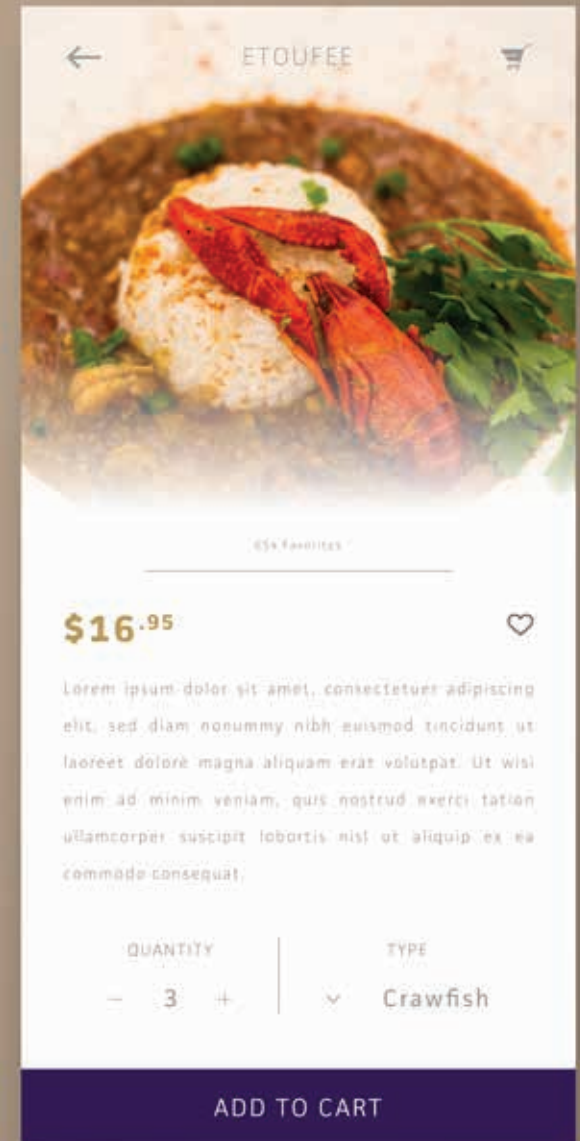 ETOUFEE
654 Favorites
$16.95
Lorem ipsum dolor sit amet, consectetuer adipiscing
elit, sed diam nonummy nibh euismod tincidunt ut
laoreet dolore magna aliquam erat volutpat. Ut wisi
enim ad minim veniam, quis nostrud exerci tation
ullamcorper suscipit lobortis nisl ut aliquip ex ea
commodo consequat.
QUANTITY
TYPE
− 3 +
Crawfish
ADD TO CART